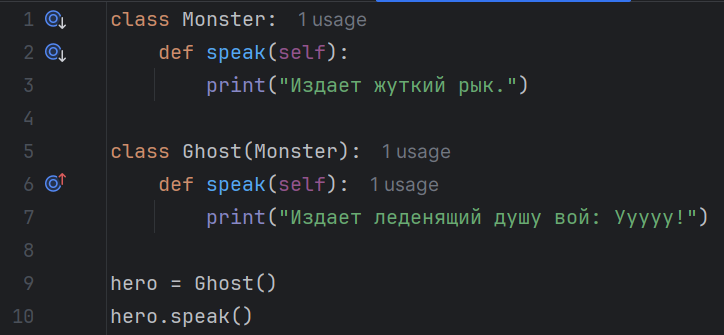 1 class Monster: 1 usage
2 def speak(self):
3 print("Издает жуткий рык.")
4
5 class Ghost(Monster): 1 usage
6 def speak(self): 1 usage
7 print("Издает леденящий душу вой: Ууууу!")
8
9 hero = Ghost()
10 hero.speak()